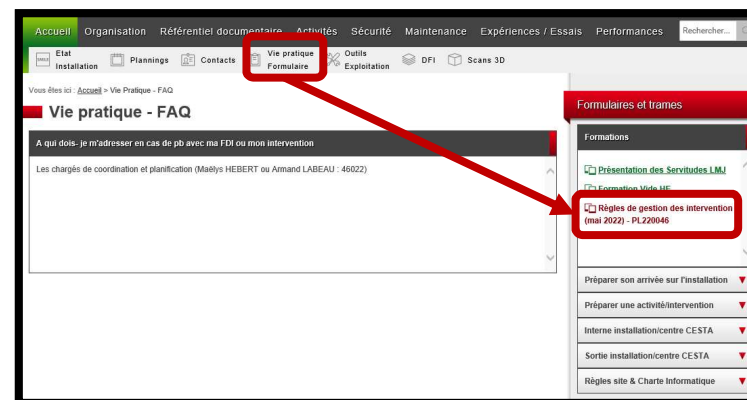 Accueil Organisation Référentiel documentaire Activités Sécurité Maintenance Expériences / Essais Performances Rechercher...
Etat Installation Plannings Contacts Vie pratique Formulaire Outils Exploitation DFI Scans 3D
Vous êtes ici : Accueil > Vie Pratique - FAQ
Vie pratique - FAQ
A qui dois- je m'adresser en cas de pb avec ma FDI ou mon intervention
Les chargés de coordination et planification (Maëlys HEBERT ou Armand LABEAU : 46022)
Formulaires et trames
Formations
Présentation des Servitudes LMJ
Formation Vide HE
Règles de gestion des intervention
(mai 2022) - PL220046
Préparer son arrivée sur l'installation
Préparer une activité/intervention
Interne installation/centre CESTA
Sortie installation/centre CESTA
Règles site & Charte Informatique